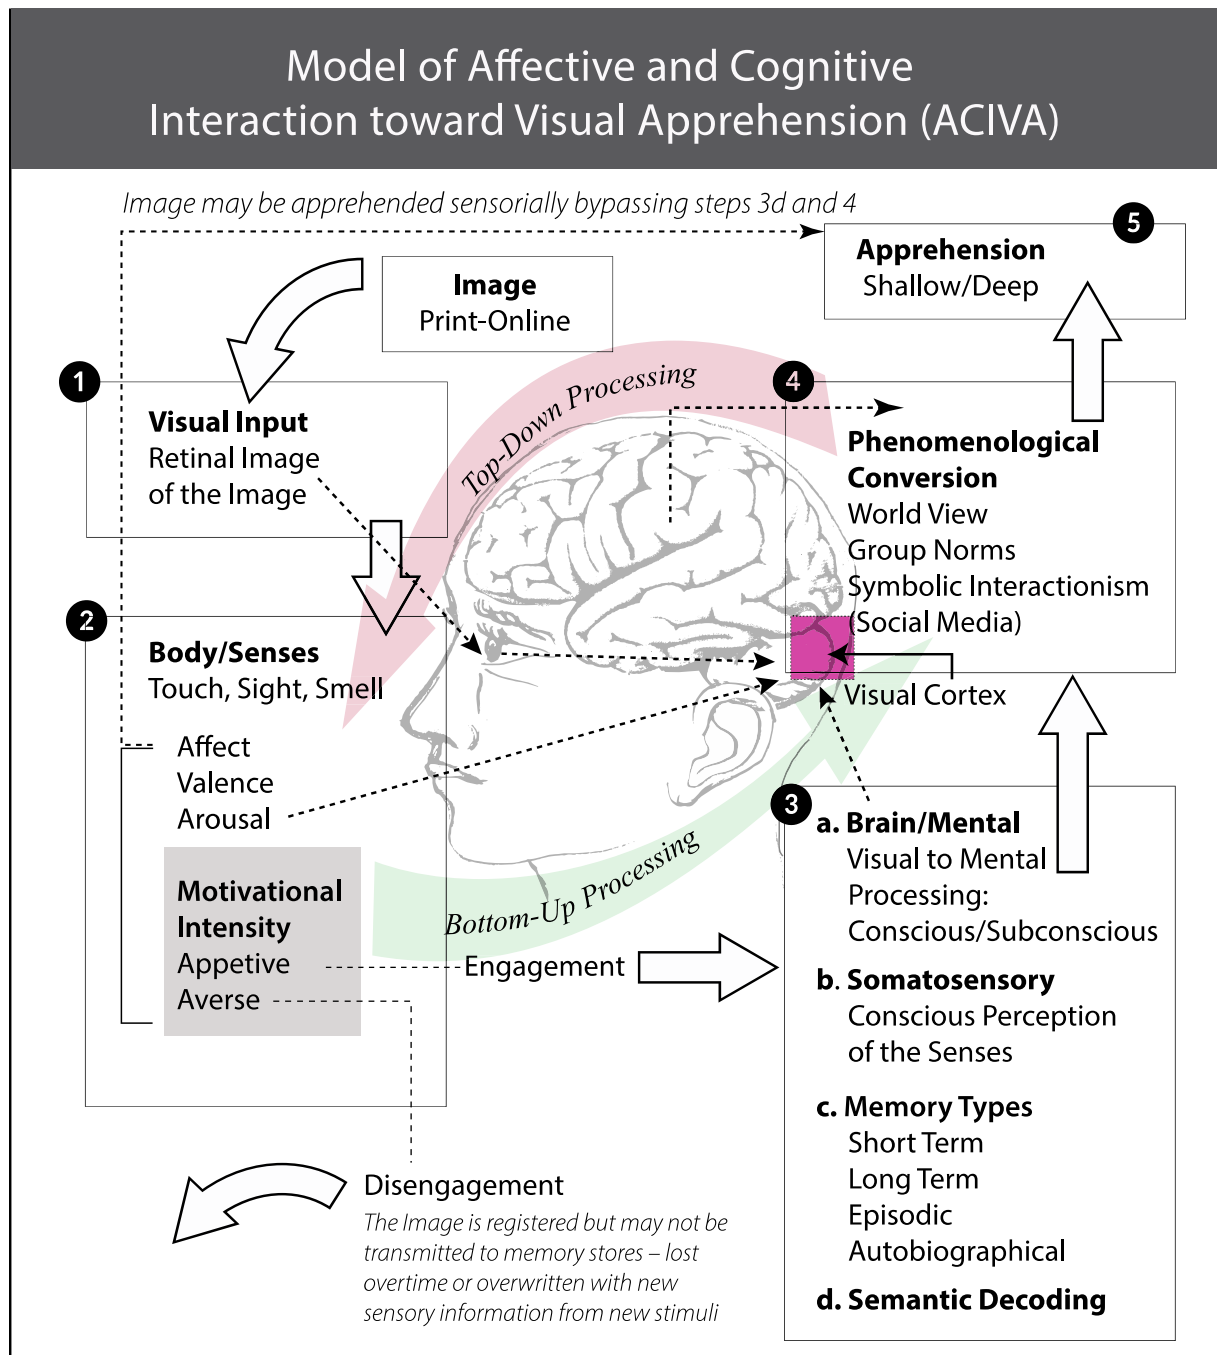 Model of Affective and Cognitive
Interaction toward Visual Apprehension (ACIVA)
Image may be apprehended sensorially bypassing steps 3d and 4
5
Apprehension
Shallow/Deep
Image
Print-Online
1
Visual Input
Retinal Image
of the Image
Top-Down Processing
4
Phenomenological
Conversion
World View
Group Norms
Symbolic Interactionism
(Social Media)
Visual Cortex
2
Body/Senses
Touch, Sight, Smell
Affect
Valence
Arousal
Motivational
Intensity
Appetive
Averse
Bottom-Up Processing
Engagement
3
a. Brain/Mental
Visual to Mental
Processing:
Conscious/Subconscious
b. Somatosensory
Conscious Perception
of the Senses
c. Memory Types
Short Term
Long Term
Episodic
Autobiographical
d. Semantic Decoding
Disengagement
The Image is registered but may not be
transmitted to memory stores – lost
overtime or overwritten with new
sensory information from new stimuli